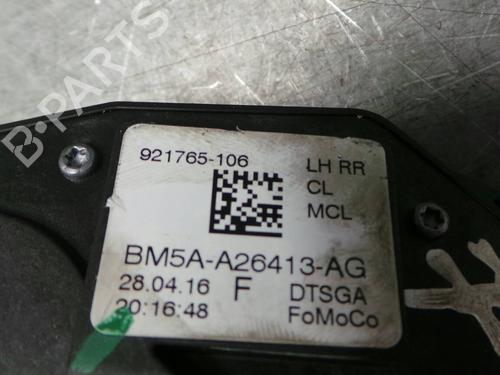 B-PARTS
921765-106 LH RR
CL
MCL
BM5A-A26413-AG
28.04.16 F DTSGA
20:16:48 FoMoCo